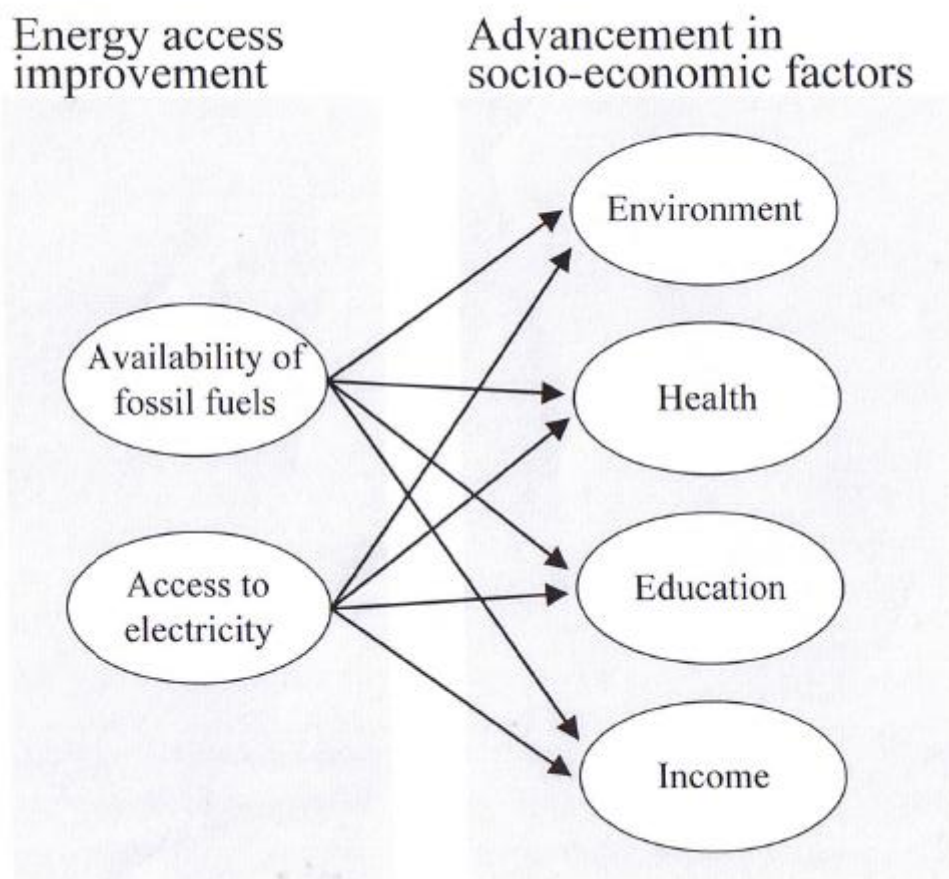 Energy access
improvement
Advancement in
socio-economic factors
Environment
Availability of
fossil fuels
Health
Access to
electricity
Education
Income